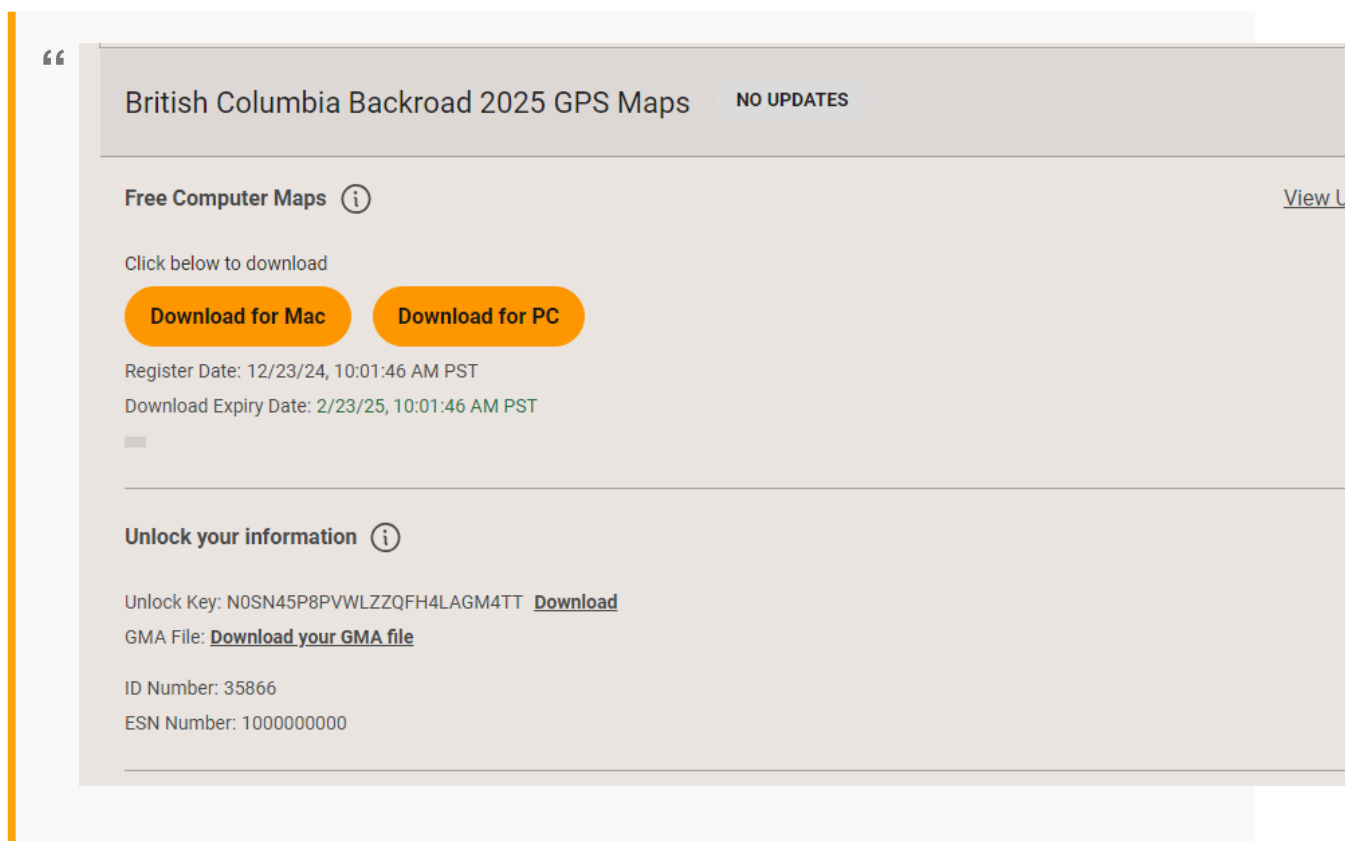 “
British Columbia Backroad 2025 GPS Maps NO UPDATES
Free Computer Maps View U
Click below to download
Download for Mac Download for PC
Register Date: 12/23/24, 10:01:46 AM PST
Download Expiry Date: 2/23/25, 10:01:46 AM PST
Unlock your information
Unlock Key: N0SN45P8PVWLZZQFH4LAGM4TT Download
GMA File: Download your GMA file
ID Number: 35866
ESN Number: 1000000000